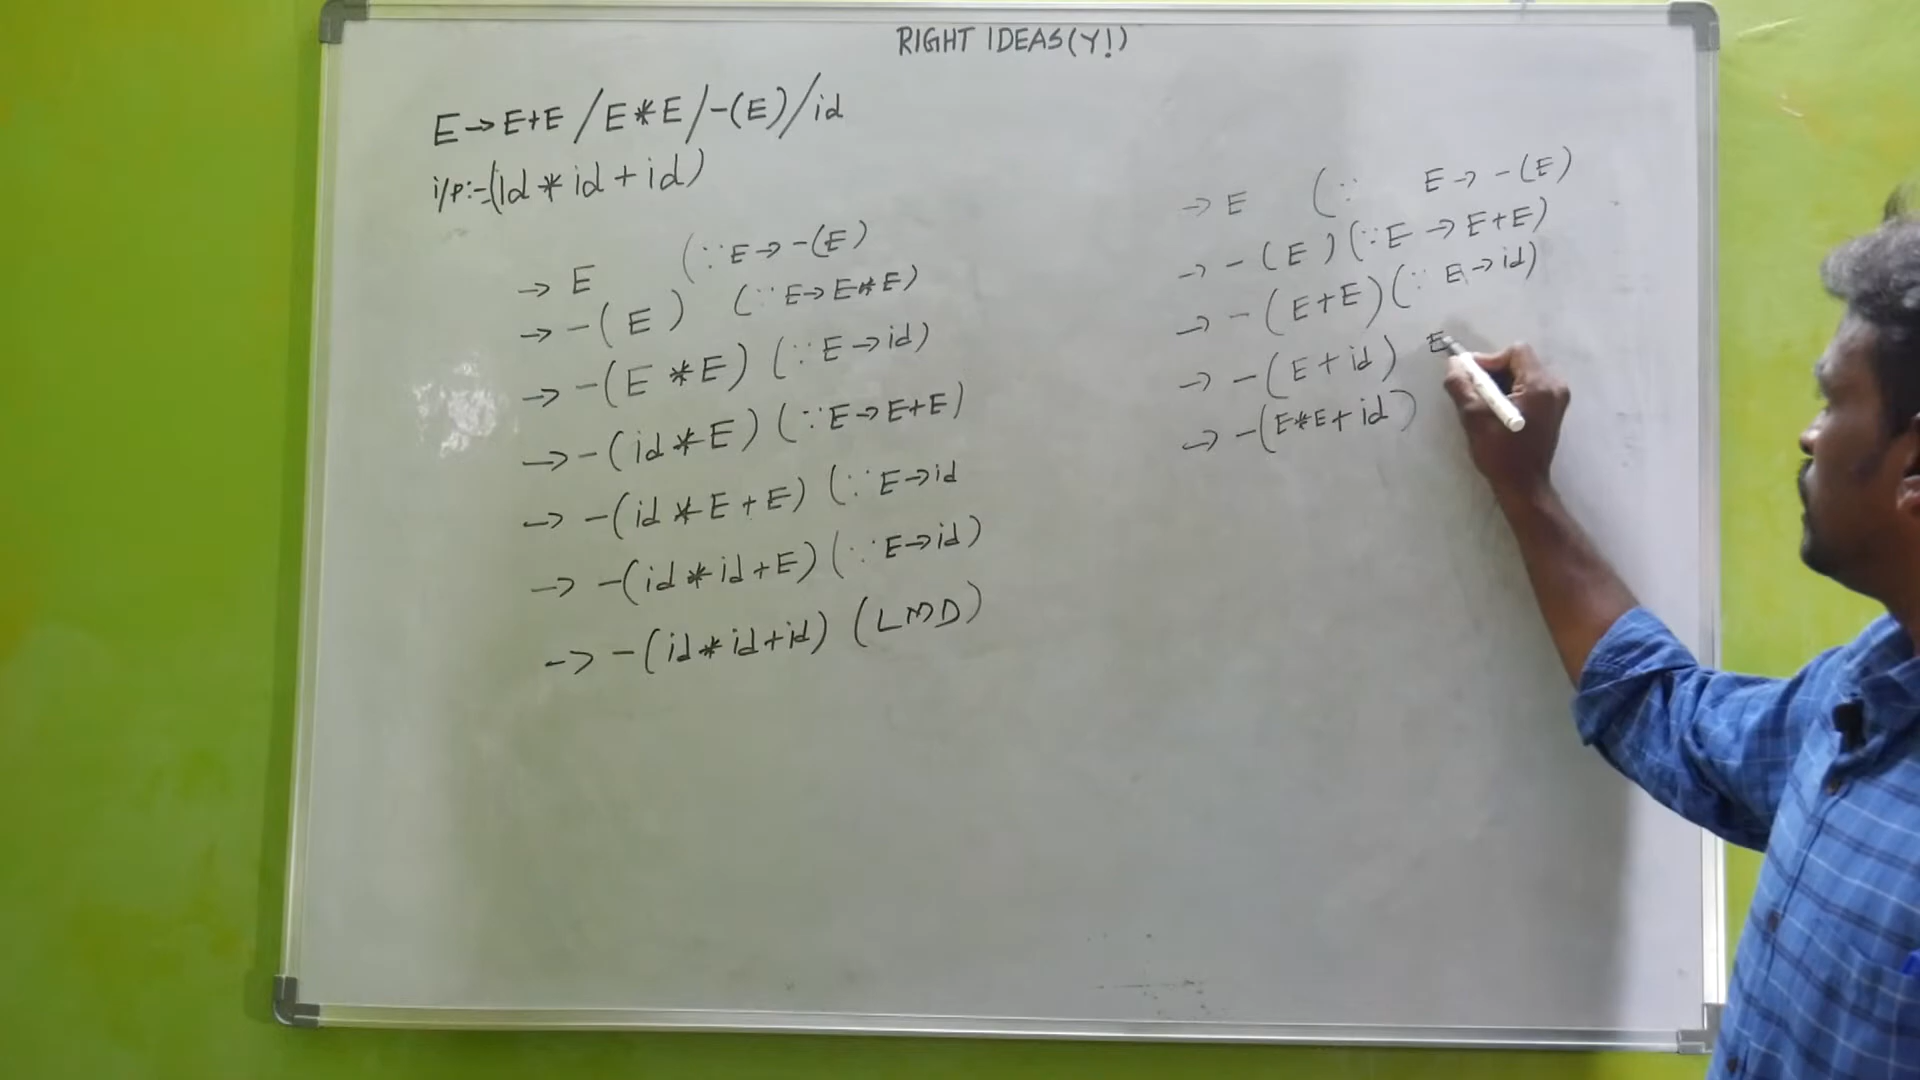 RIGHT IDEAS(Y!)
E→E+E/E*E/-(E)/id
i/p:-(id*id+id)
→ E (∵E→-(E)
→ -(E) (∵E→E*E)
→ -(E*E) (∵E→id)
→ -(id*E) (∵E→E+E)
→ -(id*E+E) (∵E→id
→ -(id*id+E) (∵E→id)
→ -(id*id+id) (LMD)
→ E (∵ E→-(E)
→ -(E) (∵E→E+E)
→ -(E+E) (∵E→id)
→ -(E+id) E
→ -(E*E+id)